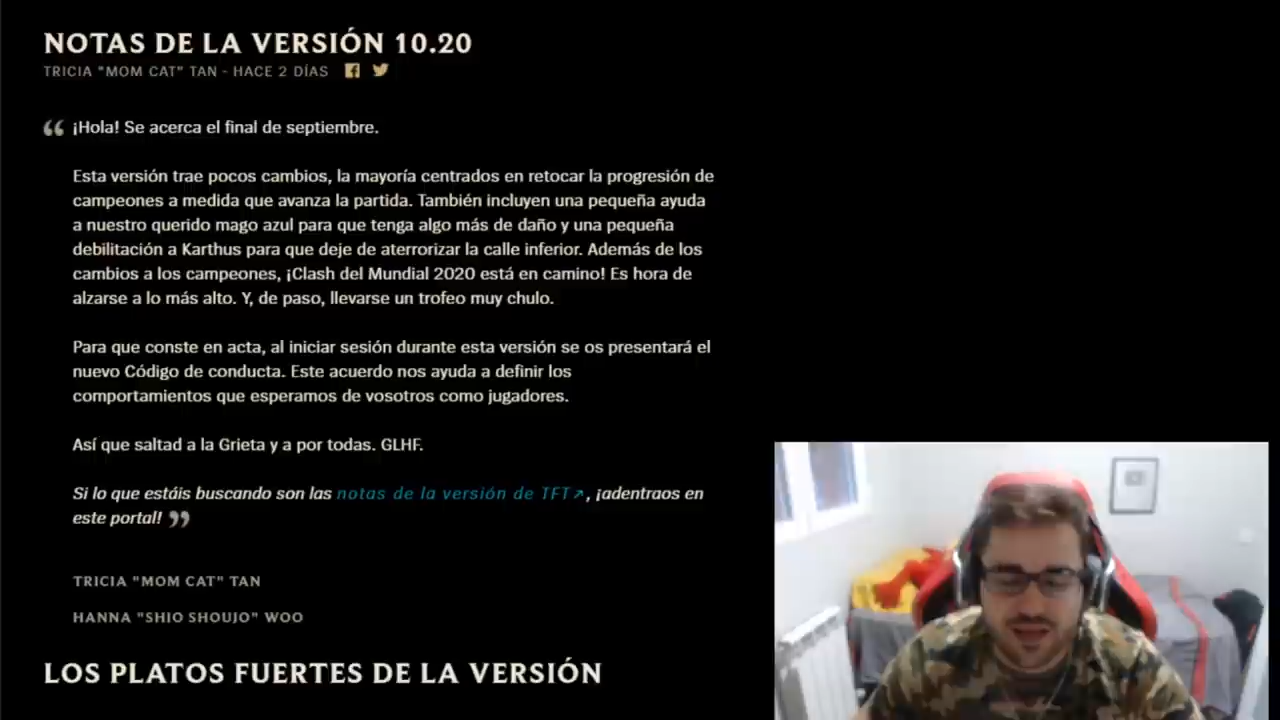 NOTAS DE LA VERSIÓN 10.20
TRICIA "MOM CAT" TAN - HACE 2 DÍAS
¡Hola! Se acerca el final de septiembre.
Esta versión trae pocos cambios, la mayoría centrados en retocar la progresión de
campeones a medida que avanza la partida. También incluyen una pequeña ayuda
a nuestro querido mago azul para que tenga algo más de daño y una pequeña
debilitación a Karthus para que deje de aterrorizar la calle inferior. Además de los
cambios a los campeones, ¡Clash del Mundial 2020 está en camino! Es hora de
alzarse a lo más alto. Y, de paso, llevarse un trofeo muy chulo.
Para que conste en acta, al iniciar sesión durante esta versión se os presentará el
nuevo Código de conducta. Este acuerdo nos ayuda a definir los
comportamientos que esperamos de vosotros como jugadores.
Así que saltad a la Grieta y a por todas. GLHF.
Si lo que estáis buscando son las notas de la versión de TFT↗, ¡adentraos en
este portal!
TRICIA "MOM CAT" TAN
HANNA "SHIO SHOUJO" WOO
LOS PLATOS FUERTES DE LA VERSIÓN